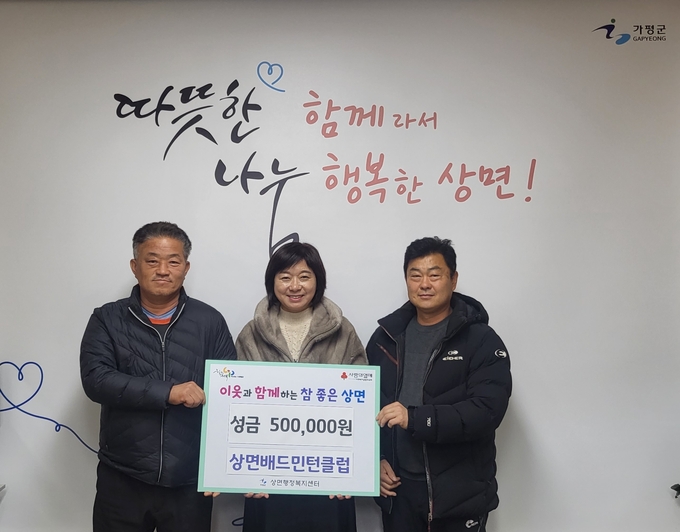 가평군
GAPYEONG
따뜻한 함께라서
나눔 행복한 상면!
EIDER
사랑의열매
이웃과 함께하는 참 좋은 상면
성금 500,000원
상면배드민턴클럽
상면행정복지센터